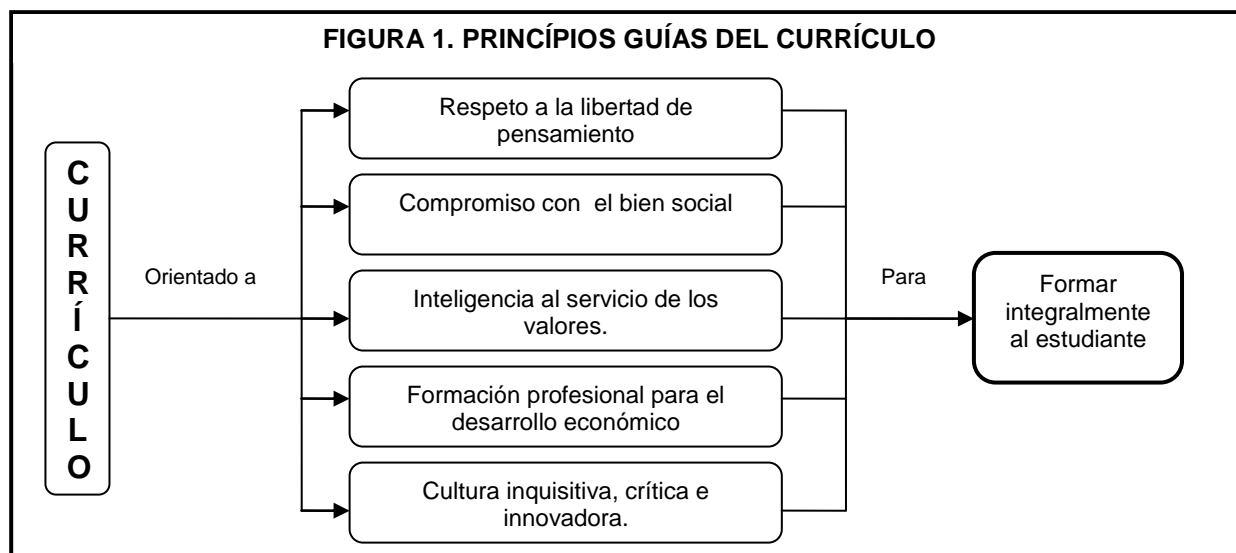 FIGURA 1. PRINCÍPIOS GUÍAS DEL CURRÍCULO
CURRÍCULO
Orientado a
Respeto a la libertad de
pensamiento
Compromiso con el bien social
Inteligencia al servicio de los
valores.
Formación profesional para el
desarrollo económico
Cultura inquisitiva, crítica e
innovadora.
Para
Formar
integralmente
al estudiante